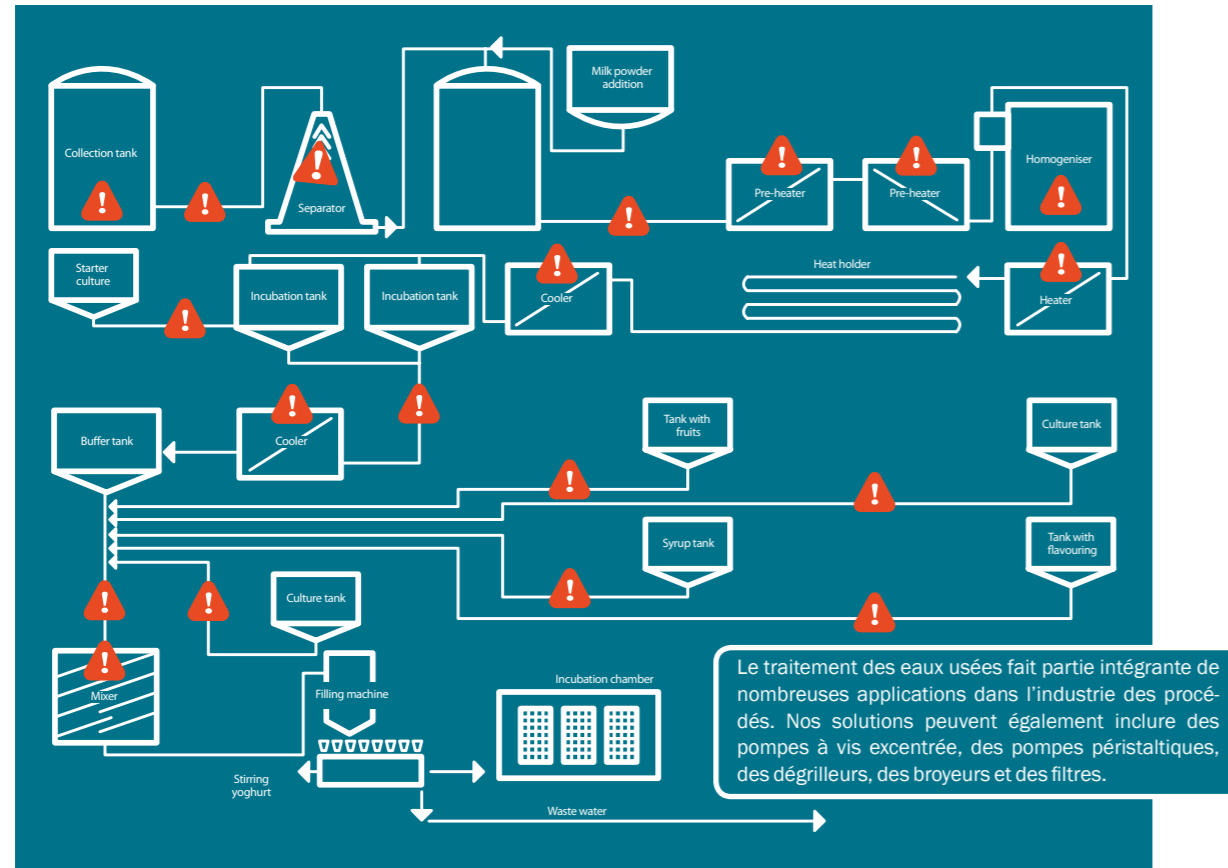 Milk powder
addition
Collection tank
Separator
Pre-heater
Pre-heater
Homogeniser
Starter
culture
Incubation tank
Incubation tank
Cooler
Heat holder
Heater
Buffer tank
Cooler
Tank with
fruits
Culture tank
Syrup tank
Tank with
flavouring
Culture tank
Mixer
Filling machine
Incubation chamber
Stirring
yoghurt
Waste water
Le traitement des eaux usées fait partie intégrante de
nombreuses applications dans l’industrie des procé-
dés. Nos solutions peuvent également inclure des
pompes à vis excentrée, des pompes péristaltiques,
des dégrilleurs, des broyeurs et des filtres.